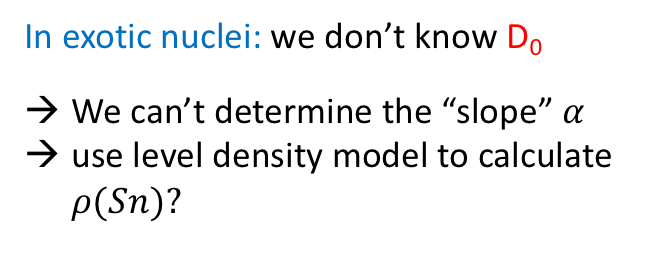 In exotic nuclei: we don’t know D₀
→ We can’t determine the “slope” α
→ use level density model to calculate
ρ(Sn)?